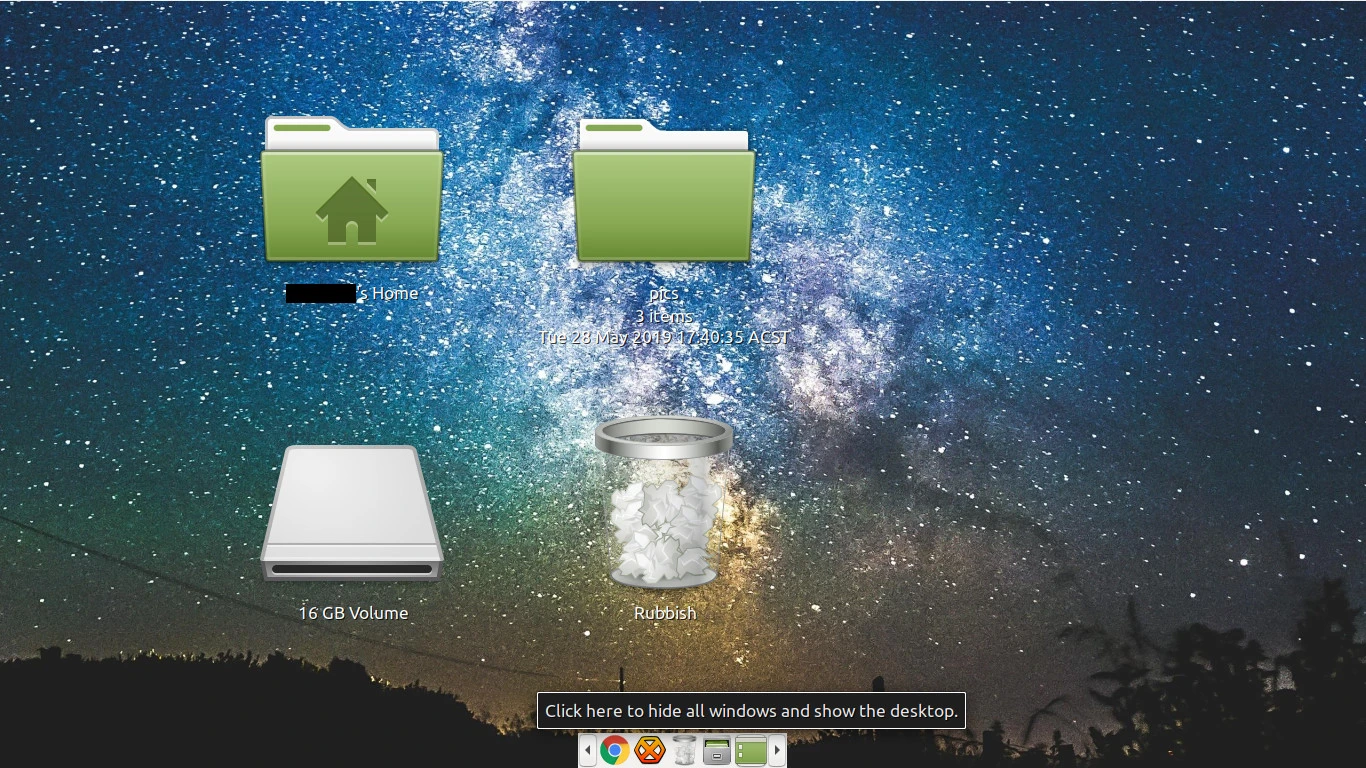 s Home
pics
3 items
Tue 28 May 2019 17:40:35 ACST
16 GB Volume
Rubbish
Click here to hide all windows and show the desktop.